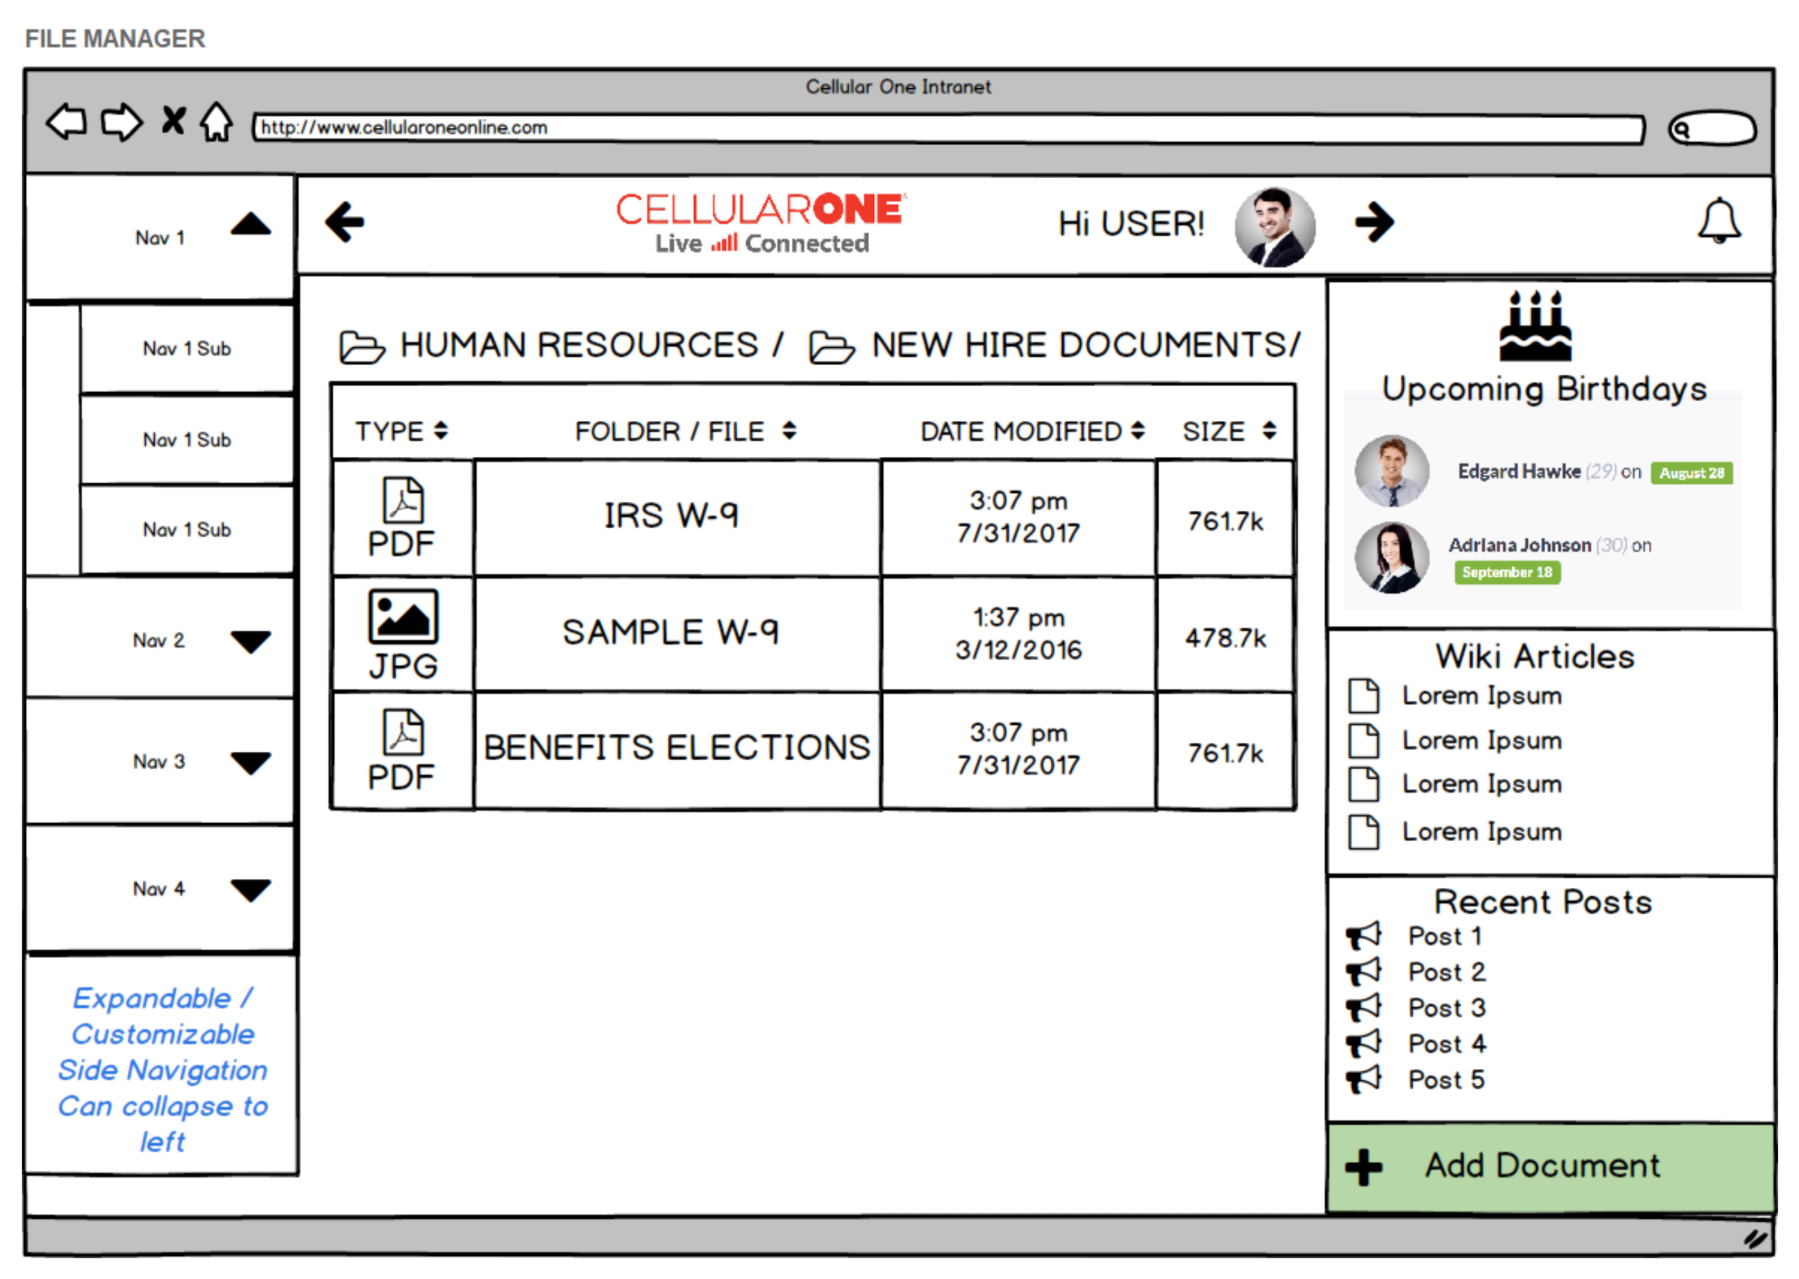 FILE MANAGER
Cellular One Intranet
http://www.cellularoneonline.com
Nav 1
Nav 1 Sub
Nav 1 Sub
Nav 1 Sub
Nav 2
Nav 3
Nav 4
Expandable /
Customizable
Side Navigation
Can collapse to
left
CELLULARONE
Live Connected
Hi USER!
HUMAN RESOURCES / NEW HIRE DOCUMENTS/
TYPE FOLDER / FILE DATE MODIFIED SIZE
PDF IRS W-9 3:07 pm 7/31/2017 761.7k
JPG SAMPLE W-9 1:37 pm 3/12/2016 478.7k
PDF BENEFITS ELECTIONS 3:07 pm 7/31/2017 761.7k
Upcoming Birthdays
Edgard Hawke (29) on August 28
Adriana Johnson (30) on
September 18
Wiki Articles
Lorem Ipsum
Lorem Ipsum
Lorem Ipsum
Lorem Ipsum
Recent Posts
Post 1
Post 2
Post 3
Post 4
Post 5
Add Document